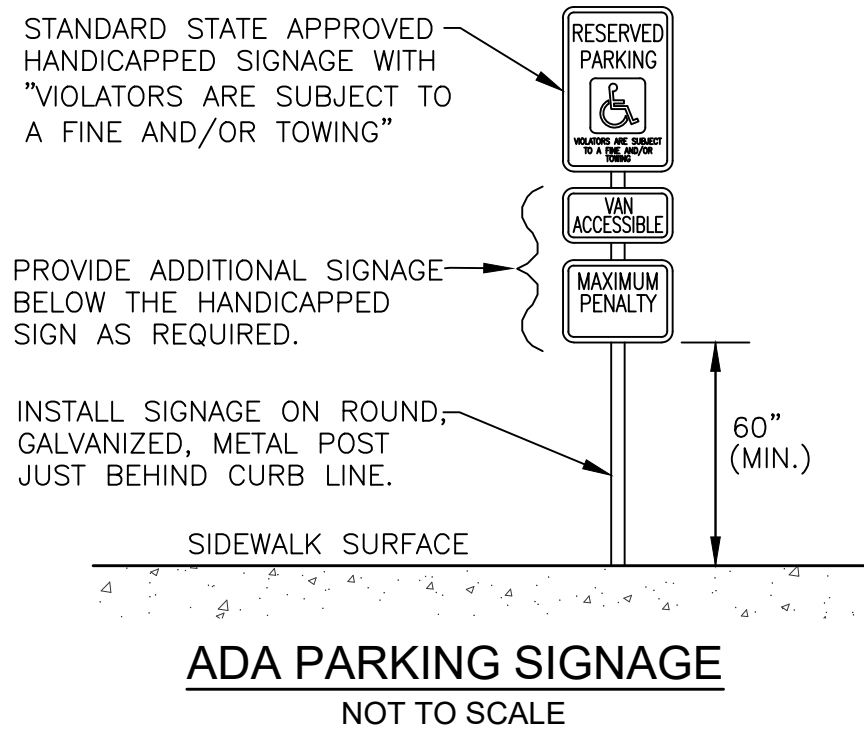 STANDARD STATE APPROVED
HANDICAPPED SIGNAGE WITH
"VIOLATORS ARE SUBJECT TO
A FINE AND/OR TOWING"
RESERVED
PARKING
VIOLATORS ARE SUBJECT
TO A FINE AND/OR
TOWING
VAN
ACCESSIBLE
PROVIDE ADDITIONAL SIGNAGE
BELOW THE HANDICAPPED
SIGN AS REQUIRED.
MAXIMUM
PENALTY
INSTALL SIGNAGE ON ROUND,
GALVANIZED, METAL POST
JUST BEHIND CURB LINE.
60"
(MIN.)
SIDEWALK SURFACE
ADA PARKING SIGNAGE
NOT TO SCALE